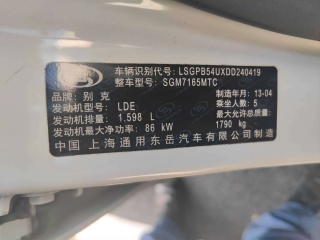 车辆识别代号: LSGPB54UXDD240419
整车型号: SGM7165MTC
品牌: 别克 制造年月: 13-04
发动机型号: LDE 乘坐人数: 5
发动机排量: 1.598 L 最大允许总质量:
发动机最大净功率: 86 kW 1790 kg
中国 上海通用东岳汽车有限公司